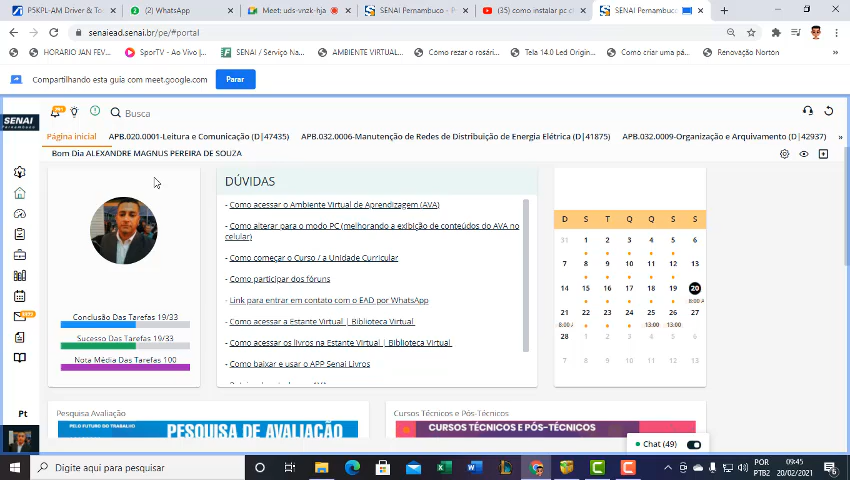 P5KPL-AM Driver & To
(2) WhatsApp
Meet: uds-vnzk-hja
SENAI Pernambuco - P
(35) como instalar pc c
SENAI Pernambu
senaiead.senai.br/pe/#portal
HORARIO JAN FEV...
SporTV - Ao Vivo |...
SENAI / Serviço Na...
AMBIENTE VIRTUAL...
Como rezar o rosári...
Tela 14.0 Led Origin...
Como criar uma pá...
Renovação Norton
Compartilhando esta guia com meet.google.com
Parar
SENAI
Pernambuco
Busca
Página inicial
APB.020.0001-Leitura e Comunicação (D|47435)
APB.032.0006-Manutenção de Redes de Distribuição de Energia Elétrica (D|41875)
APB.032.0009-Organização e Arquivamento (D|42937)
»
Bom Dia ALEXANDRE MAGNUS PEREIRA DE SOUZA
Conclusão Das Tarefas 19/33
Sucesso Das Tarefas 19/33
Nota Média Das Tarefas 100
DÚVIDAS
- Como acessar o Ambiente Virtual de Aprendizagem (AVA)
- Como alterar para o modo PC (melhorando a exibição de conteúdos do AVA no
celular)
- Como começar o Curso / a Unidade Curricular
- Como participar dos fóruns
- Link para entrar em contato com o EAD por WhatsApp
- Como acessar a Estante Virtual | Biblioteca Virtual
- Como acessar os livros na Estante Virtual | Biblioteca Virtual
- Como baixar e usar o APP Senai Livros
D S T Q Q S S
31 1 2 3 4 5 6
7 8 9 10 11 12 13
14 15 16 17 18 19 20
8:00 A
21 22 23 24 25 26 27
8:00 A 13:00 13:00
28 1 2 3 4 5 6
7 8 9 10 11 12 13
Pt
Pesquisa Avaliação
PELO FUTURO DO TRABALHO
PESQUISA DE AVALIAÇÃO
Cursos Técnicos e Pós-Técnicos
CURSOS TÉCNICOS E PÓS-TÉCNICOS
Chat (49)
Digite aqui para pesquisar
POR
PTB2
09:45
20/02/2021